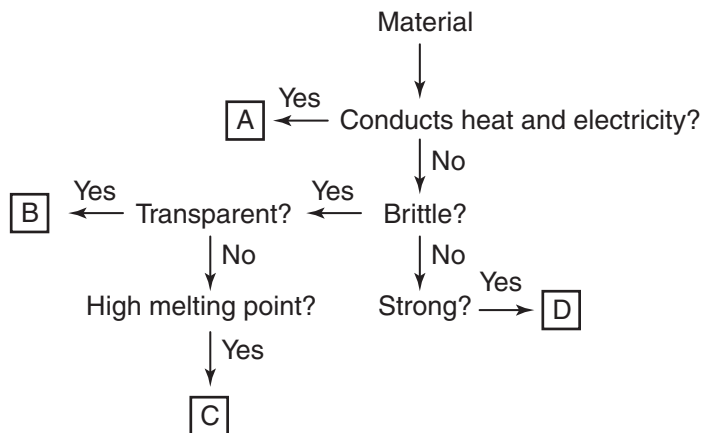 Material
Yes
A
Conducts heat and electricity?
No
Yes
Yes
B
Transparent?
Brittle?
No
No
Yes
High melting point?
Strong?
D
Yes
C